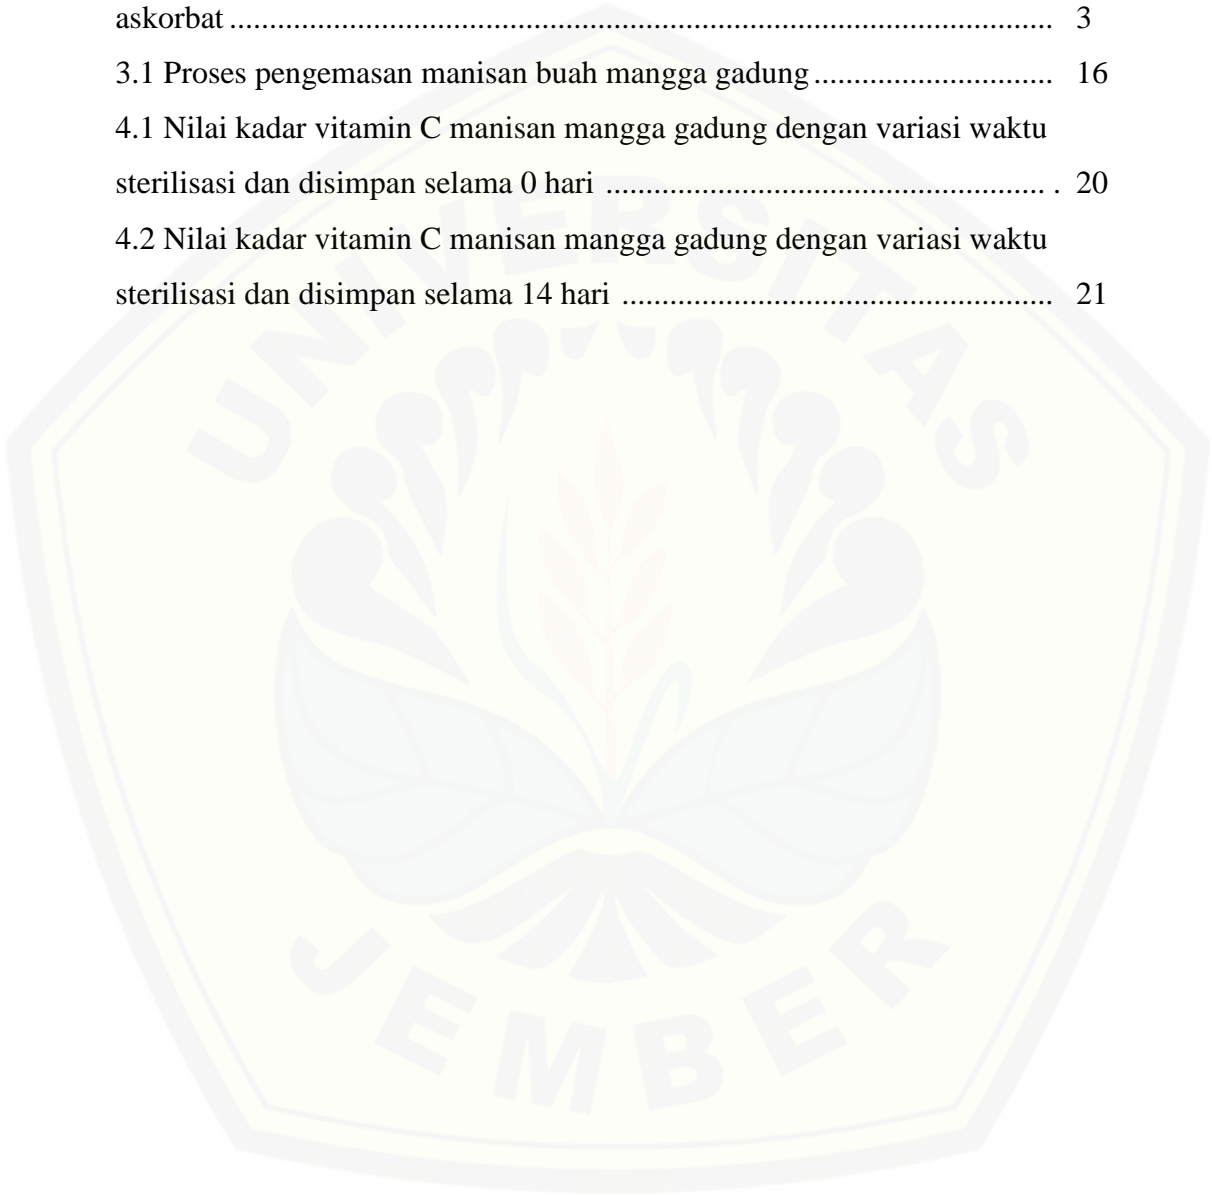 askorbat ........................................................................................................ 3
3.1 Proses pengemasan manisan buah mangga gadung .............................. 16
4.1 Nilai kadar vitamin C manisan mangga gadung dengan variasi waktu
sterilisasi dan disimpan selama 0 hari ....................................................... . 20
4.2 Nilai kadar vitamin C manisan mangga gadung dengan variasi waktu
sterilisasi dan disimpan selama 14 hari ...................................................... 21
UNIVERSITAS
JEMBER